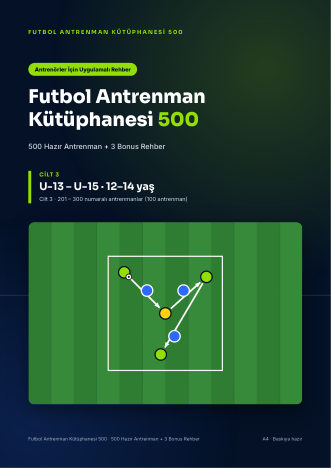 FUTBOL ANTRENMAN KÜTÜPHANESİ 500
Antrenörler İçin Uygulamalı Rehber
Futbol Antrenman
Kütüphanesi 500
500 Hazır Antrenman + 3 Bonus Rehber
CİLT 3
U-13 – U-15 · 12–14 yaş
Cilt 3 · 201 – 300 numaralı antrenmanlar (100 antrenman)
Futbol Antrenman Kütüphanesi 500 · 500 Hazır Antrenman + 3 Bonus Rehber
A4 · Baskıya hazır